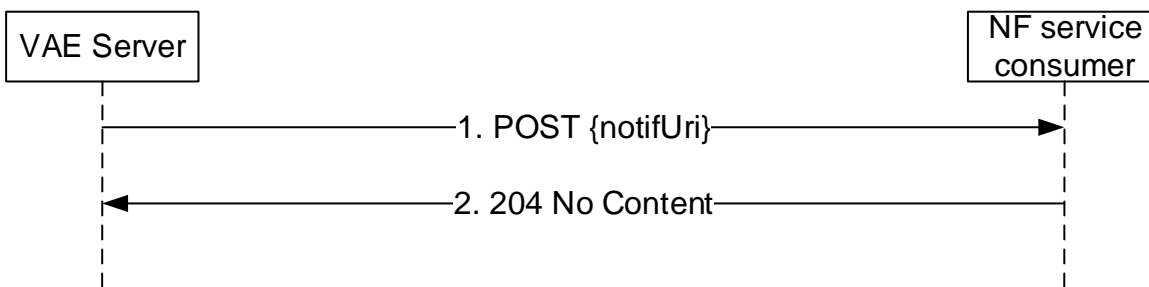 VAE Server
NF service
consumer
1. POST {notifUri}
2. 204 No Content